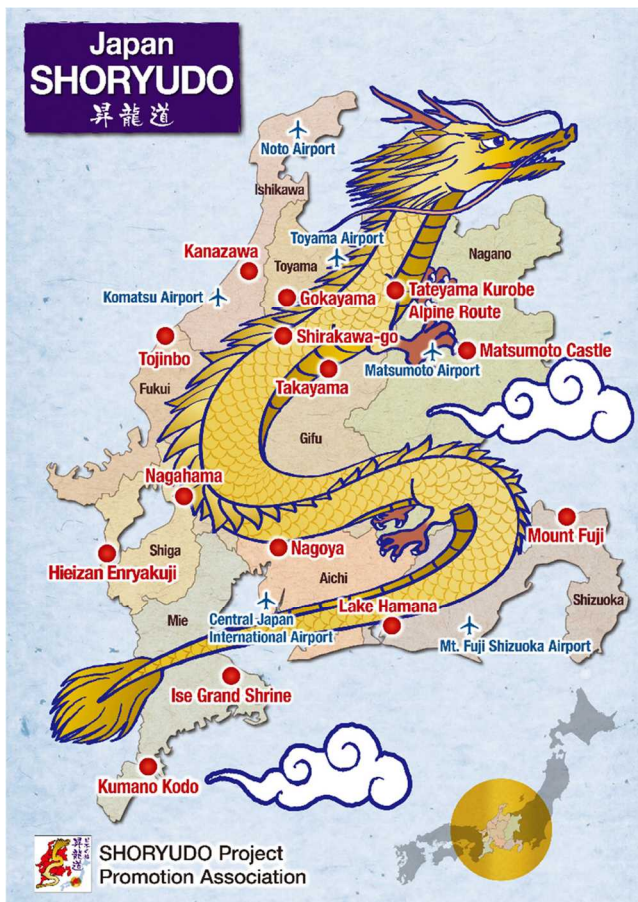 Japan
SHORYUDO
昇龍道
Noto Airport
Ishikawa
Toyama Airport
Kanazawa
Toyama
Nagano
Komatsu Airport
Gokayama
Tateyama Kurobe
Alpine Route
Tojinbo
Shirakawa-go
Matsumoto Castle
Takayama
Matsumoto Airport
Fukui
Gifu
Nagahama
Mount Fuji
Shiga
Nagoya
Hieizan Enryakuji
Aichi
Shizuoka
Mie
Central Japan
International Airport
Lake Hamana
Mt. Fuji Shizuoka Airport
Ise Grand Shrine
Kumano Kodo
昇龍道
SHORYUDO Project
Promotion Association